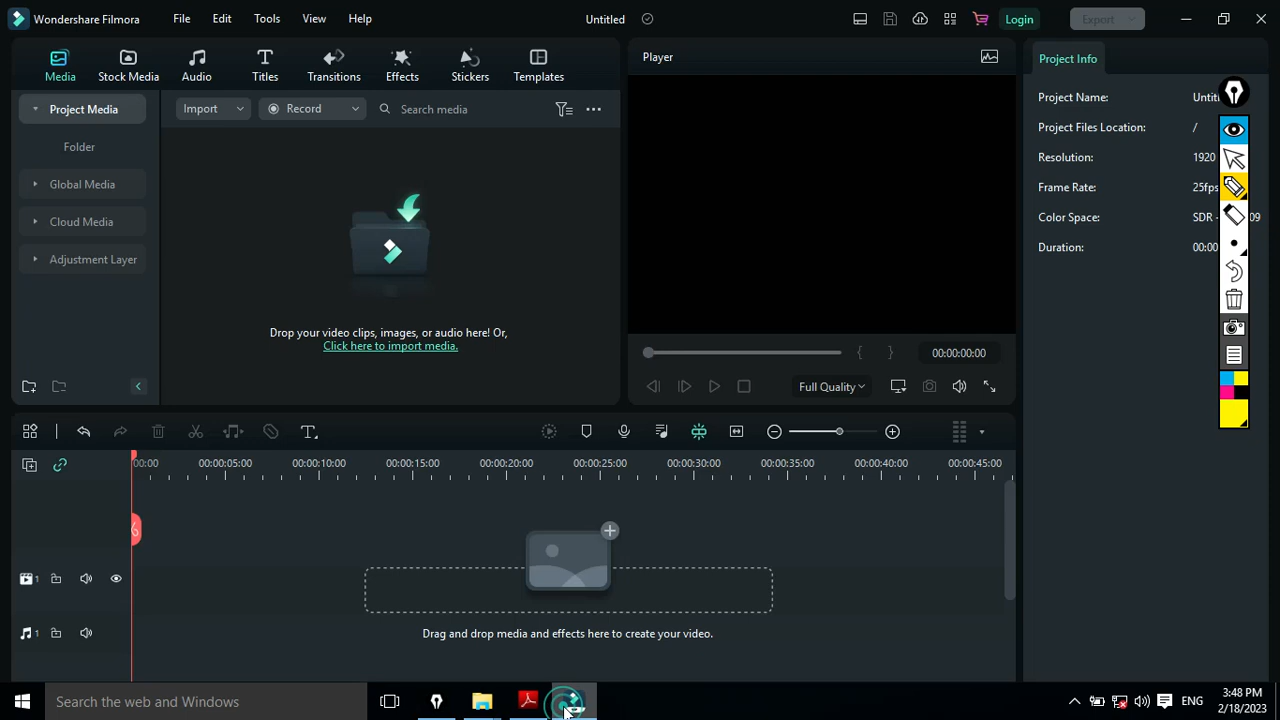 Wondershare Filmora File Edit Tools View Help Untitled Login Export
Media Stock Media Audio Titles Transitions Effects Stickers Templates
Project Media
Folder
Global Media
Cloud Media
Adjustment Layer
Import Record Search media
Drop your video clips, images, or audio here! Or,
Click here to import media.
Player
00:00:00:00
Full Quality
Project Info
Project Name:
Project Files Location: /
Resolution: 1920
Frame Rate: 25fps
Color Space: SDR - 09
Duration: 00:00
00:00 00:00:05:00 00:00:10:00 00:00:15:00 00:00:20:00 00:00:25:00 00:00:30:00 00:00:35:00 00:00:40:00 00:00:45:00
1
1
Drag and drop media and effects here to create your video.
Search the web and Windows
ENG
3:48 PM
2/18/2023